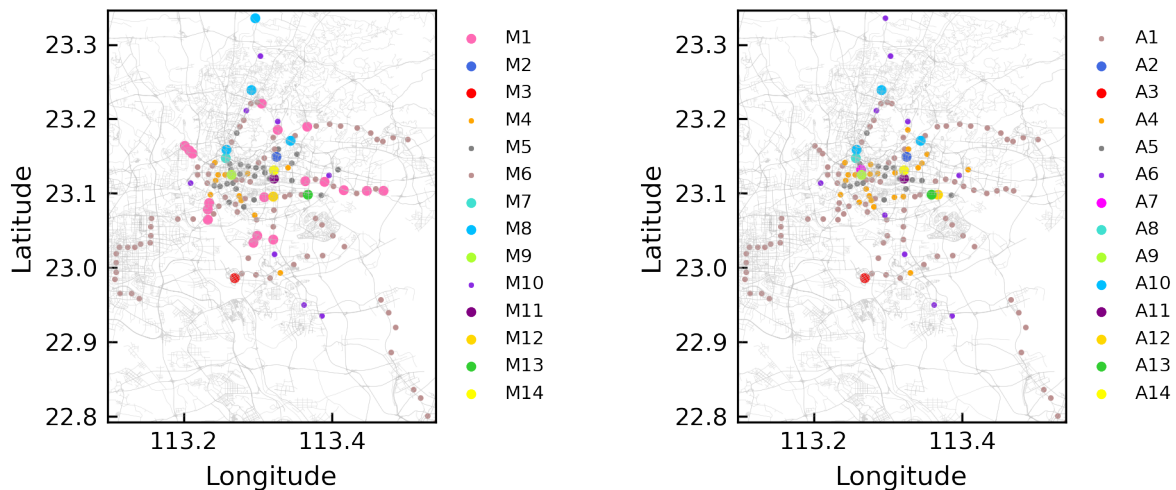 23.3
23.2
23.1
23.0
22.9
22.8
113.2
113.4
Longitude
Latitude
M1
M2
M3
M4
M5
M6
M7
M8
M9
M10
M11
M12
M13
M14
23.3
23.2
23.1
23.0
22.9
22.8
113.2
113.4
Longitude
Latitude
A1
A2
A3
A4
A5
A6
A7
A8
A9
A10
A11
A12
A13
A14